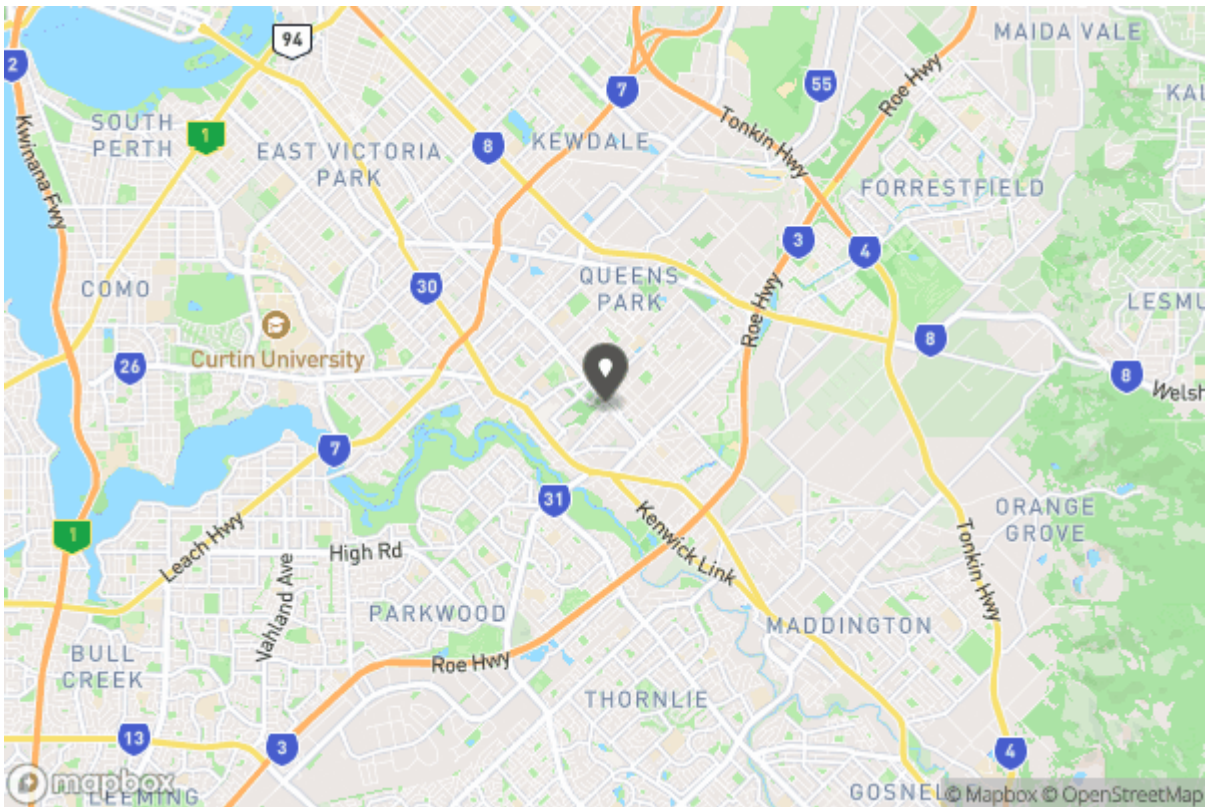 94
MAIDA VALE
2
7
55
Roe Hwy
KAL
Kwinana Fwy
SOUTH
PERTH
1
EAST VICTORIA
PARK
8
KEWDALE
Tonkin Hwy
FORRESTFIELD
3
4
COMO
30
QUEENS
PARK
Roe Hwy
LESMU
Curtin University
26
8
8
Welsh
7
31
ORANGE
GROVE
1
Leach Hwy
High Rd
Kenwick Link
Tonkin Hwy
Vahland Ave
PARKWOOD
MADDINGTON
BULL
CREEK
Roe Hwy
THORNLIE
13
3
4
mapbox
LEEMING
GOSNEL
© Mapbox © OpenStreetMap